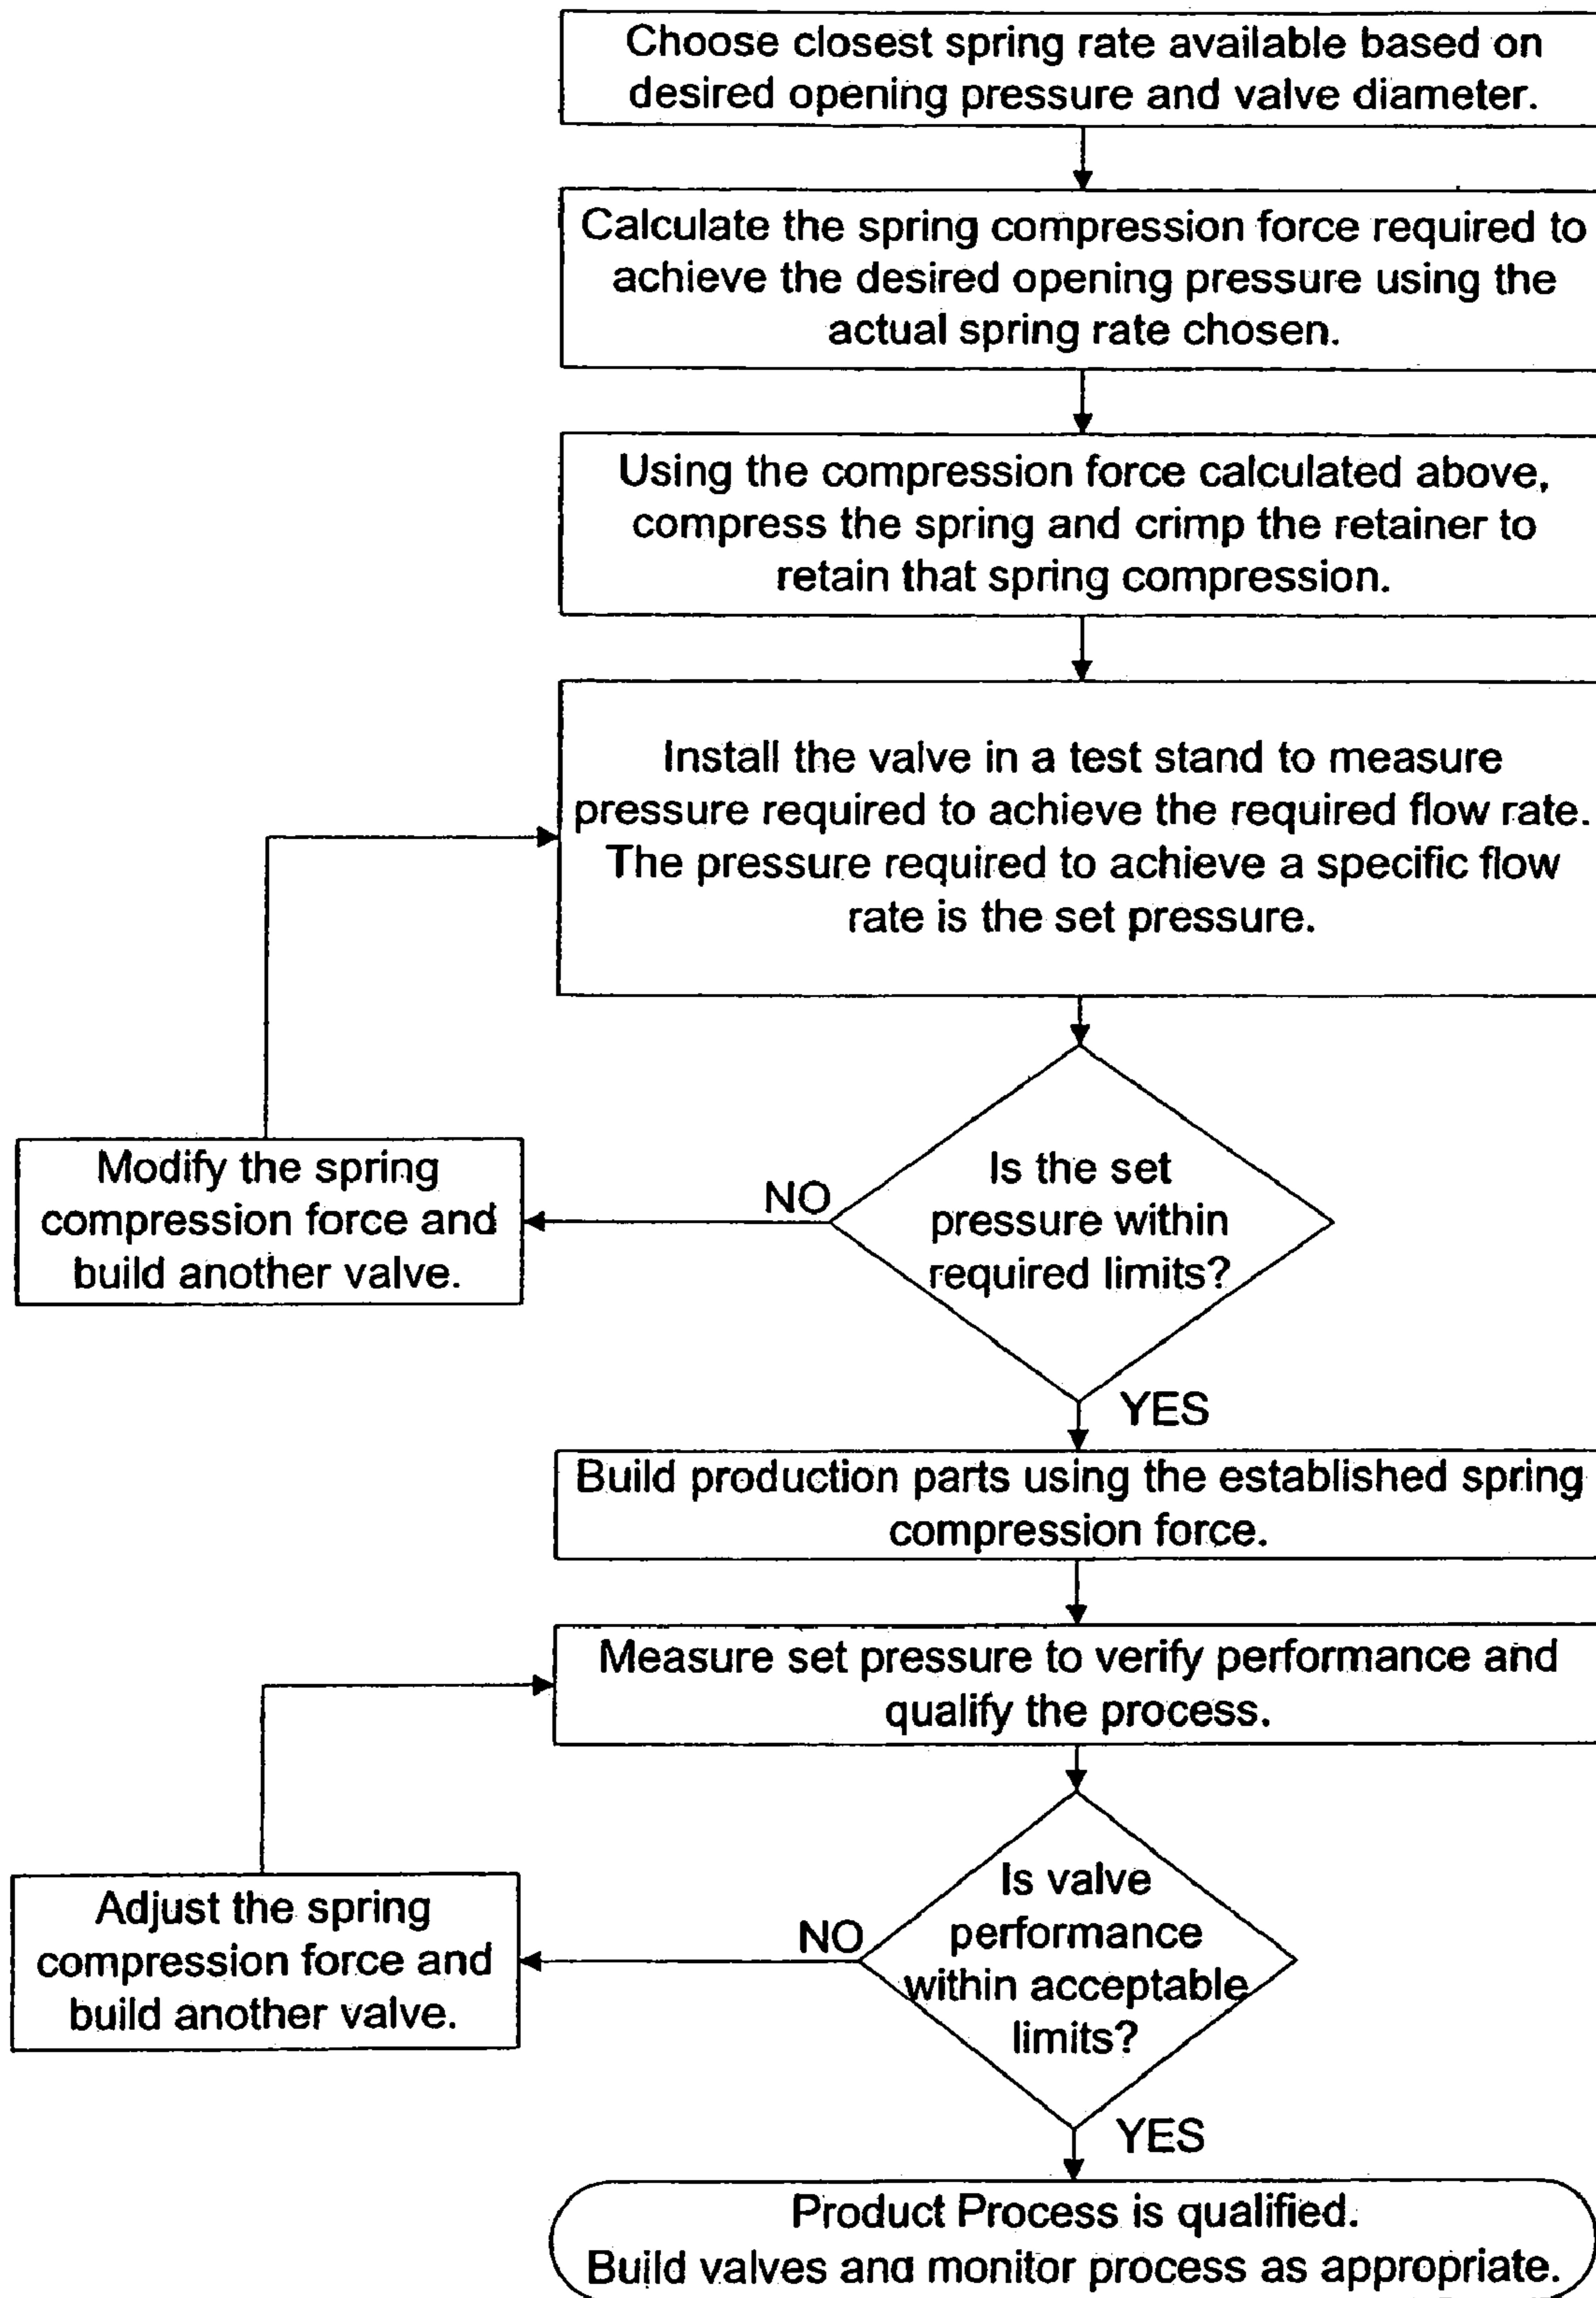 Choose closest spring rate available based on
desired opening pressure and valve diameter.
Calculate the spring compression force required to
achieve the desired opening pressure using the
actual spring rate chosen.
Using the compression force calculated above,
compress the spring and crimp the retainer to
retain that spring compression.
Install the valve in a test stand to measure
pressure required to achieve the required flow rate.
The pressure required to achieve a specific flow
rate is the set pressure.
Is the set
pressure within
required limits?
NO
Modify the spring
compression force and
build another valve.
YES
Build production parts using the established spring
compression force.
Measure set pressure to verify performance and
qualify the process.
Is valve
performance
within acceptable
limits?
NO
Adjust the spring
compression force and
build another valve.
YES
Product Process is qualified.
Build valves and monitor process as appropriate.